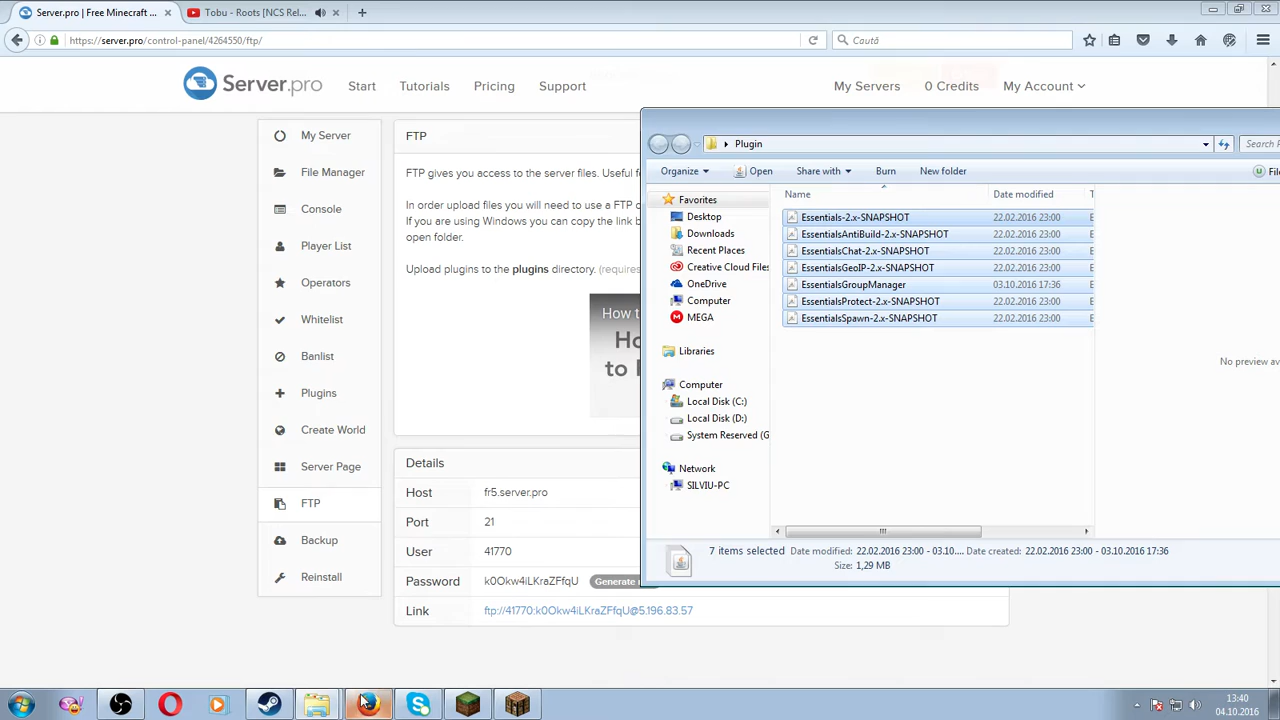 Server.pro | Free Minecraft ...
Tobu - Roots [NCS Rel...
https://server.pro/control-panel/4264550/ftp/
Caută
Server.pro
Start
Tutorials
Pricing
Support
My Servers
0 Credits
My Account
My Server
File Manager
Console
Player List
Operators
Whitelist
Banlist
Plugins
Create World
Server Page
FTP
Backup
Reinstall
FTP
FTP gives you access to the server files. Useful f
In order upload files you will need to use a FTP c
If you are using Windows you can copy the link b
open folder.
Upload plugins to the plugins directory. (requires
How t
Ho
to
Details
Host fr5.server.pro
Port 21
User 41770
Password k0Okw4iLKraZFfqU Generate
Link ftp://41770:k0Okw4iLKraZFfqU@5.196.83.57
Plugin
Search P
Organize
Open
Share with
Burn
New folder
File
Name
Date modified
T
Favorites
Desktop
Downloads
Recent Places
Creative Cloud Files
OneDrive
Computer
MEGA
Libraries
Computer
Local Disk (C:)
Local Disk (D:)
System Reserved (G
Network
SILVIU-PC
Essentials-2.x-SNAPSHOT 22.02.2016 23:00 E
EssentialsAntiBuild-2.x-SNAPSHOT 22.02.2016 23:00 E
EssentialsChat-2.x-SNAPSHOT 22.02.2016 23:00 E
EssentialsGeoIP-2.x-SNAPSHOT 22.02.2016 23:00 E
EssentialsGroupManager 03.10.2016 17:36 E
EssentialsProtect-2.x-SNAPSHOT 22.02.2016 23:00 E
EssentialsSpawn-2.x-SNAPSHOT 22.02.2016 23:00 E
No preview av
7 items selected Date modified: 22.02.2016 23:00 - 03.10.... Date created: 22.02.2016 23:00 - 03.10.2016 17:36
Size: 1,29 MB
13:40
04.10.2016